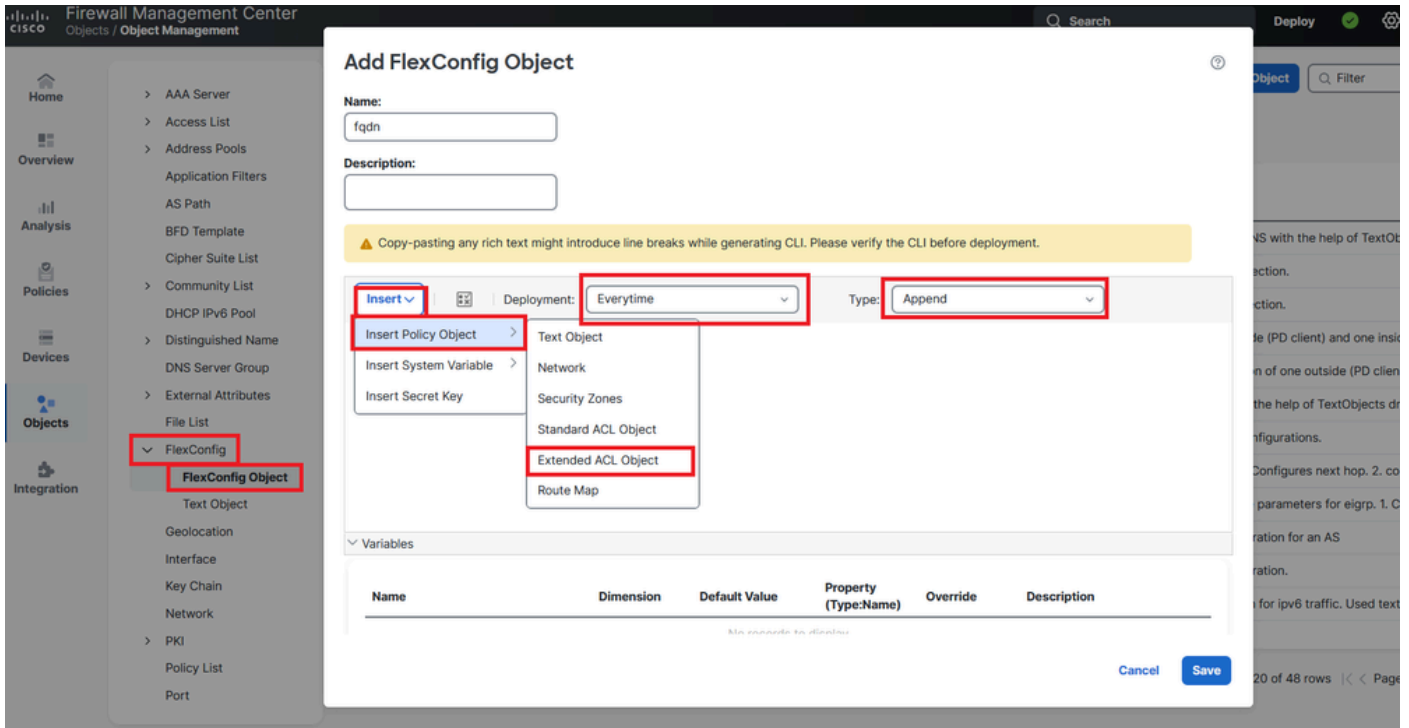 Firewall Management Center
CISCO
Objects / Object Management
Search
Deploy
Home
Overview
Analysis
Policies
Devices
Objects
Integration
AAA Server
Access List
Address Pools
Application Filters
AS Path
BFD Template
Cipher Suite List
Community List
DHCP IPv6 Pool
Distinguished Name
DNS Server Group
External Attributes
File List
FlexConfig
FlexConfig Object
Text Object
Geolocation
Interface
Key Chain
Network
PKI
Policy List
Port
Add FlexConfig Object
Name:
fqdn
Description:
Copy-pasting any rich text might introduce line breaks while generating CLI. Please verify the CLI before deployment.
Insert
Deployment: Everytime
Type: Append
Insert Policy Object
Insert System Variable
Insert Secret Key
Text Object
Network
Security Zones
Standard ACL Object
Extended ACL Object
Route Map
Variables
Name Dimension Default Value Property (Type:Name) Override Description
No records to display
Cancel Save
Object Filter
NS with the help of TextOb
ection.
ction.
de (PD client) and one insid
n of one outside (PD clien
the help of TextObjects dr
nfigurations.
Configures next hop. 2. co
parameters for eigrp. 1. C
ration for an AS
ration.
for ipv6 traffic. Used text
20 of 48 rows |< < Page